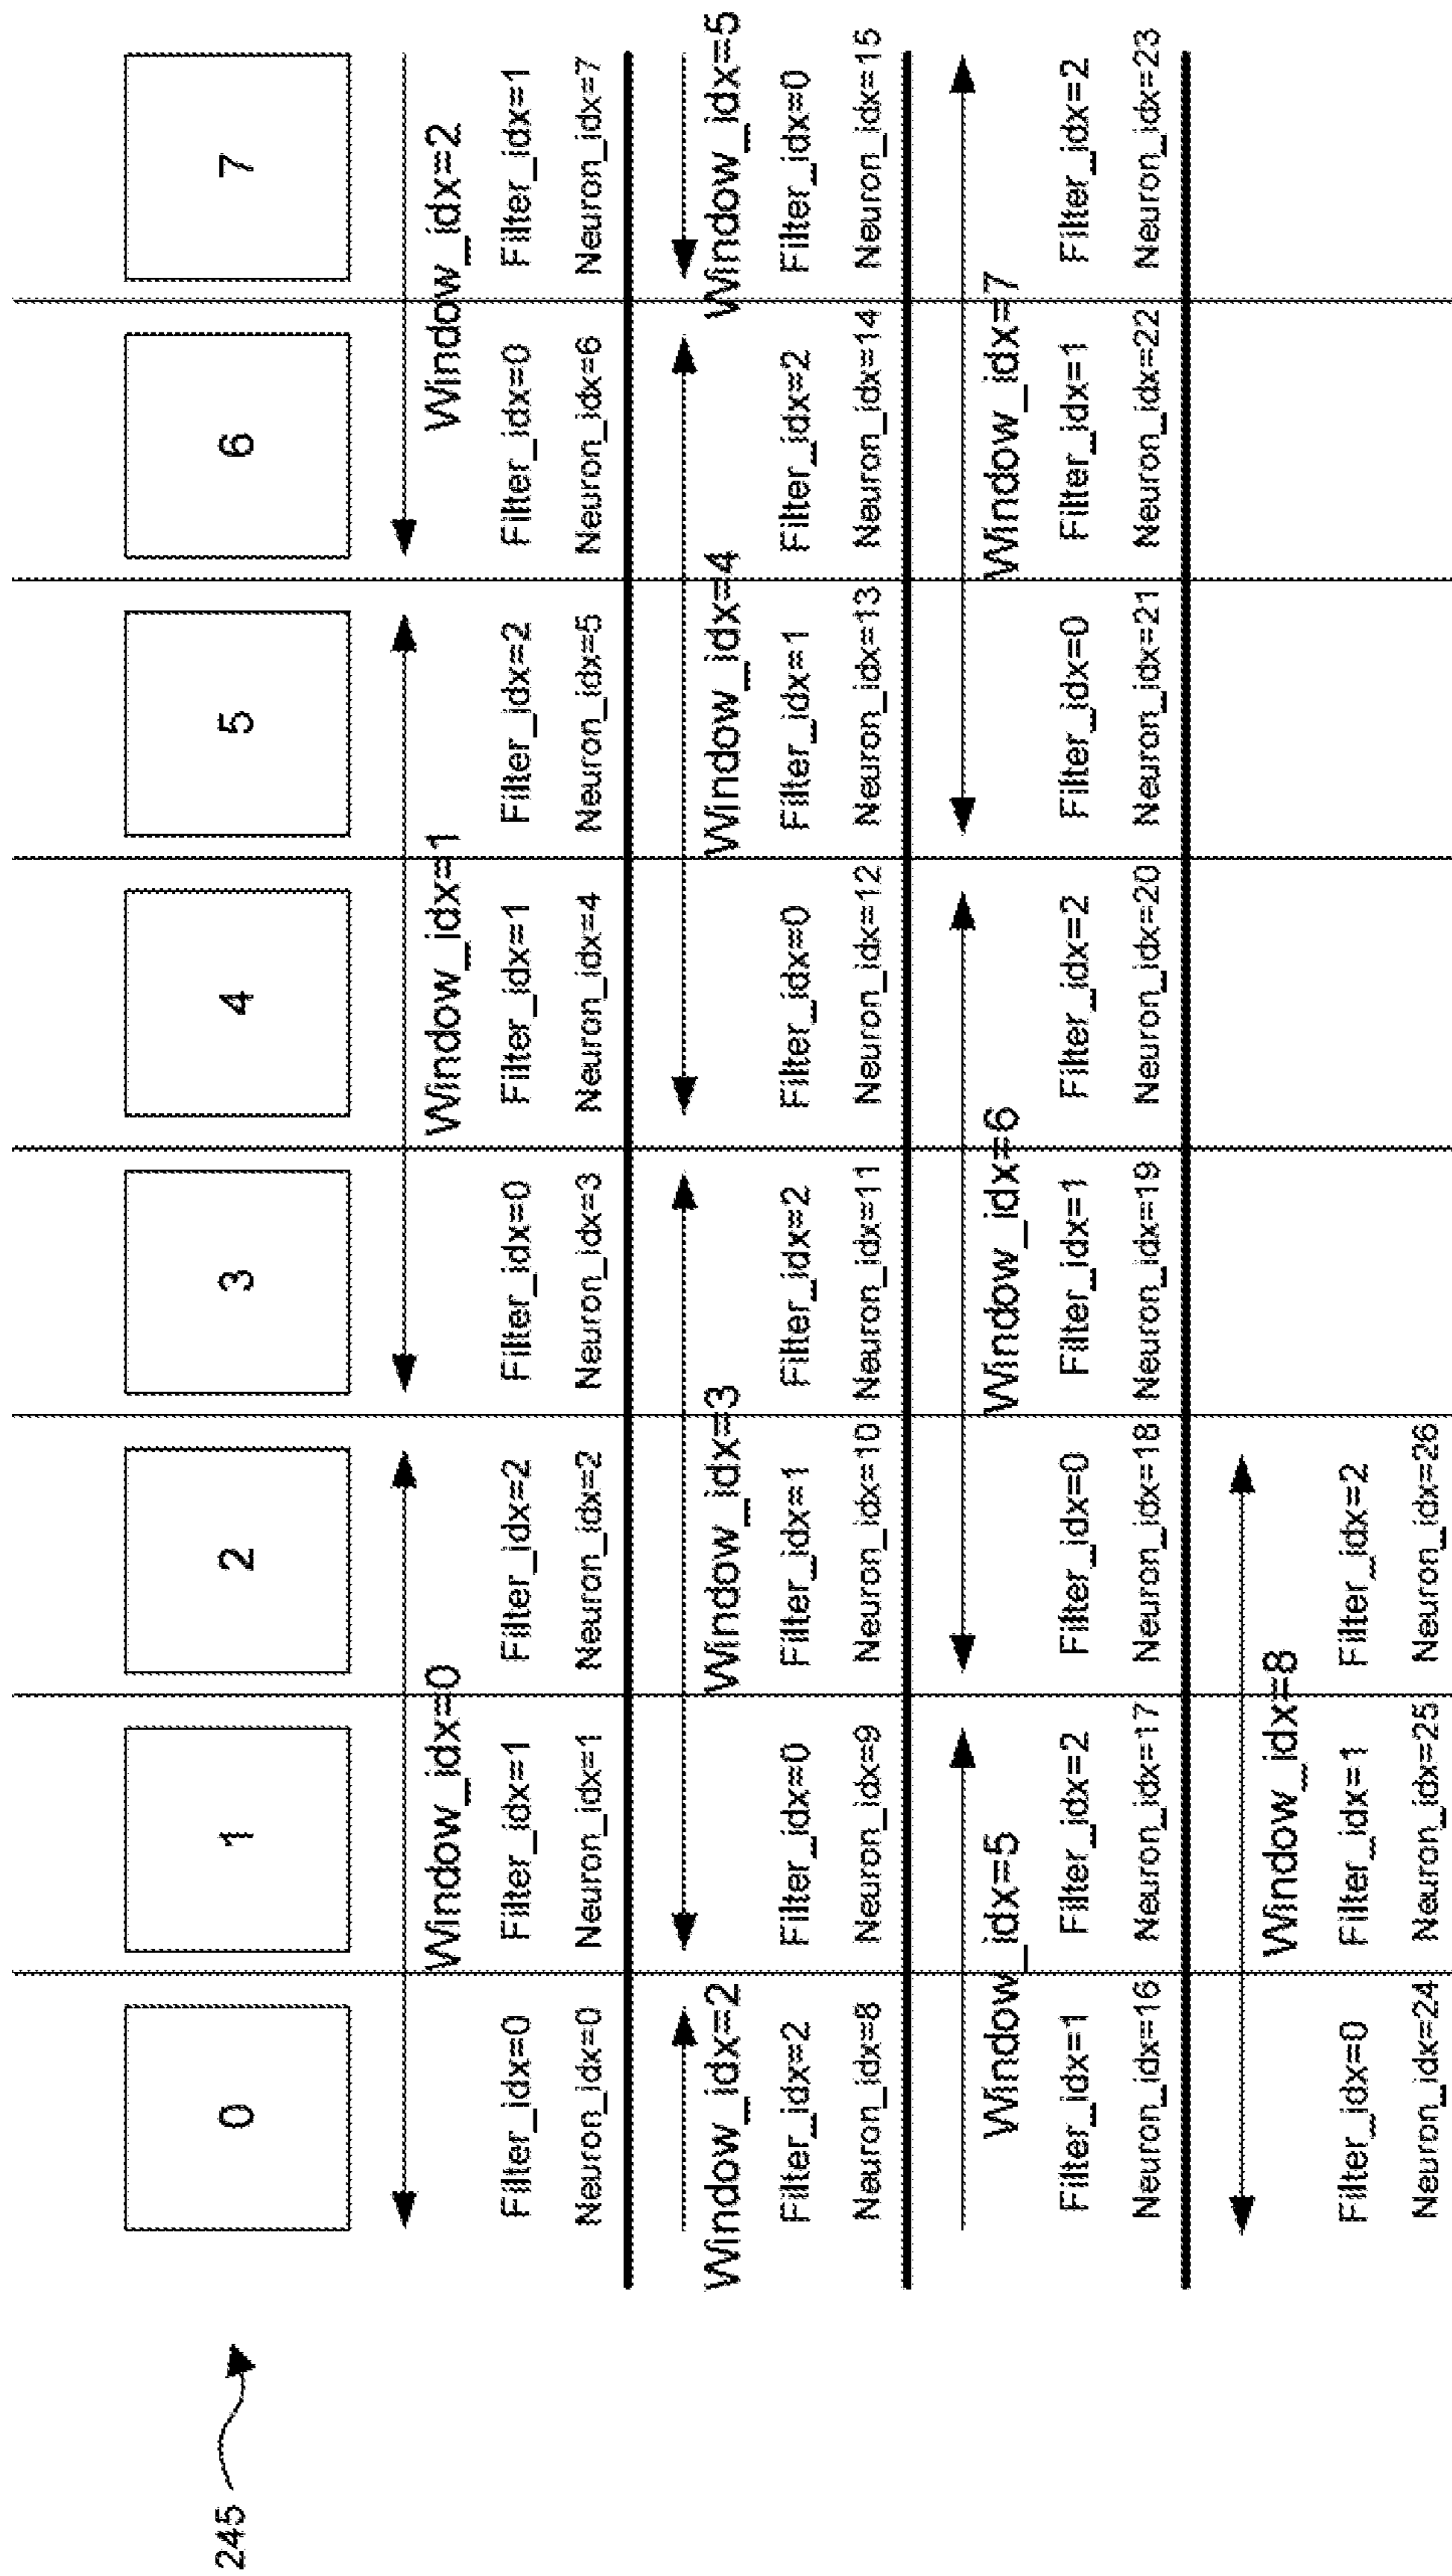 245
0 1 2 3 4 5 6 7
Window_idx=0 Window_idx=1 Window_idx=2
Filter_idx=0 Filter_idx=1 Filter_idx=2 Filter_idx=0 Filter_idx=1 Filter_idx=2 Filter_idx=0 Filter_idx=1
Neuron_idx=0 Neuron_idx=1 Neuron_idx=2 Neuron_idx=3 Neuron_idx=4 Neuron_idx=5 Neuron_idx=6 Neuron_idx=7
Window_idx=2 Window_idx=3 Window_idx=4 Window_idx=5
Filter_idx=2 Filter_idx=0 Filter_idx=1 Filter_idx=2 Filter_idx=0 Filter_idx=1 Filter_idx=2 Filter_idx=0
Neuron_idx=8 Neuron_idx=9 Neuron_idx=10 Neuron_idx=11 Neuron_idx=12 Neuron_idx=13 Neuron_idx=14 Neuron_idx=15
Window_idx=5 Window_idx=6 Window_idx=7
Filter_idx=1 Filter_idx=2 Filter_idx=0 Filter_idx=1 Filter_idx=2 Filter_idx=0 Filter_idx=1 Filter_idx=2
Neuron_idx=16 Neuron_idx=17 Neuron_idx=18 Neuron_idx=19 Neuron_idx=20 Neuron_idx=21 Neuron_idx=22 Neuron_idx=23
Window_idx=8
Filter_idx=0 Filter_idx=1 Filter_idx=2
Neuron_idx=24 Neuron_idx=25 Neuron_idx=26